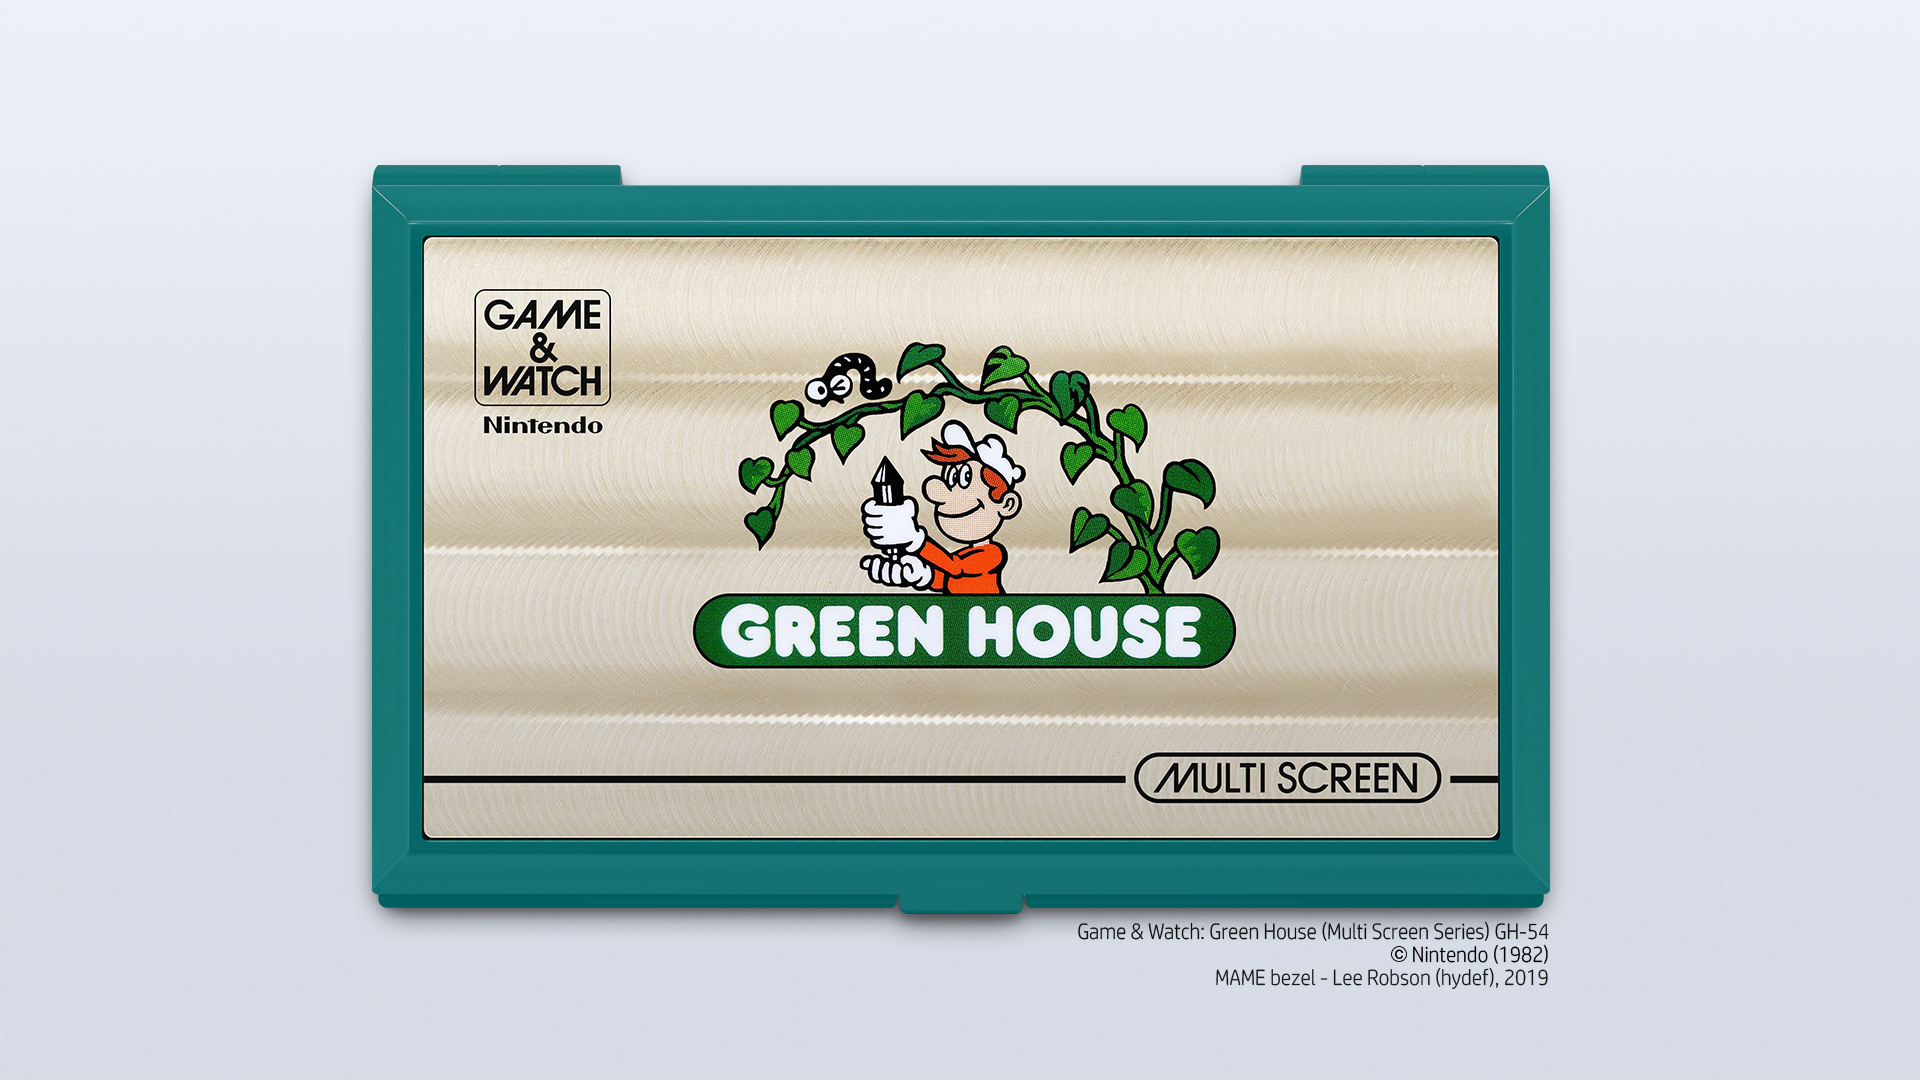 GAME
&
WATCH
Nintendo
GREEN HOUSE
MULTI SCREEN
Game & Watch: Green House (Multi Screen Series) GH-54
© Nintendo (1982)
MAME bezel - Lee Robson (hydef), 2019